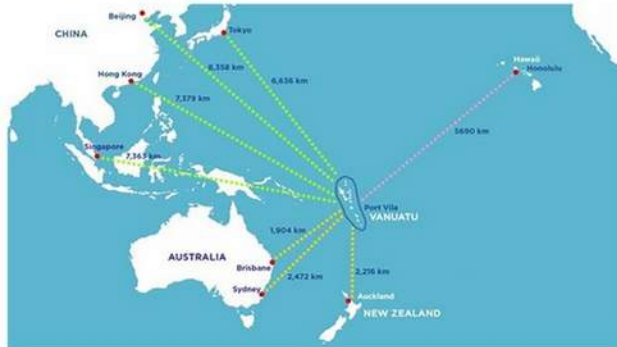 Beijing
Tokyo
CHINA
Hawaii
Honolulu
8,358 km
6,636 km
Hong Kong
7,379 km
5690 km
Singapore
7,363 km
Port Vila
VANUATU
1,904 km
AUSTRALIA
Brisbane
2,472 km
2,216 km
Sydney
Auckland
NEW ZEALAND